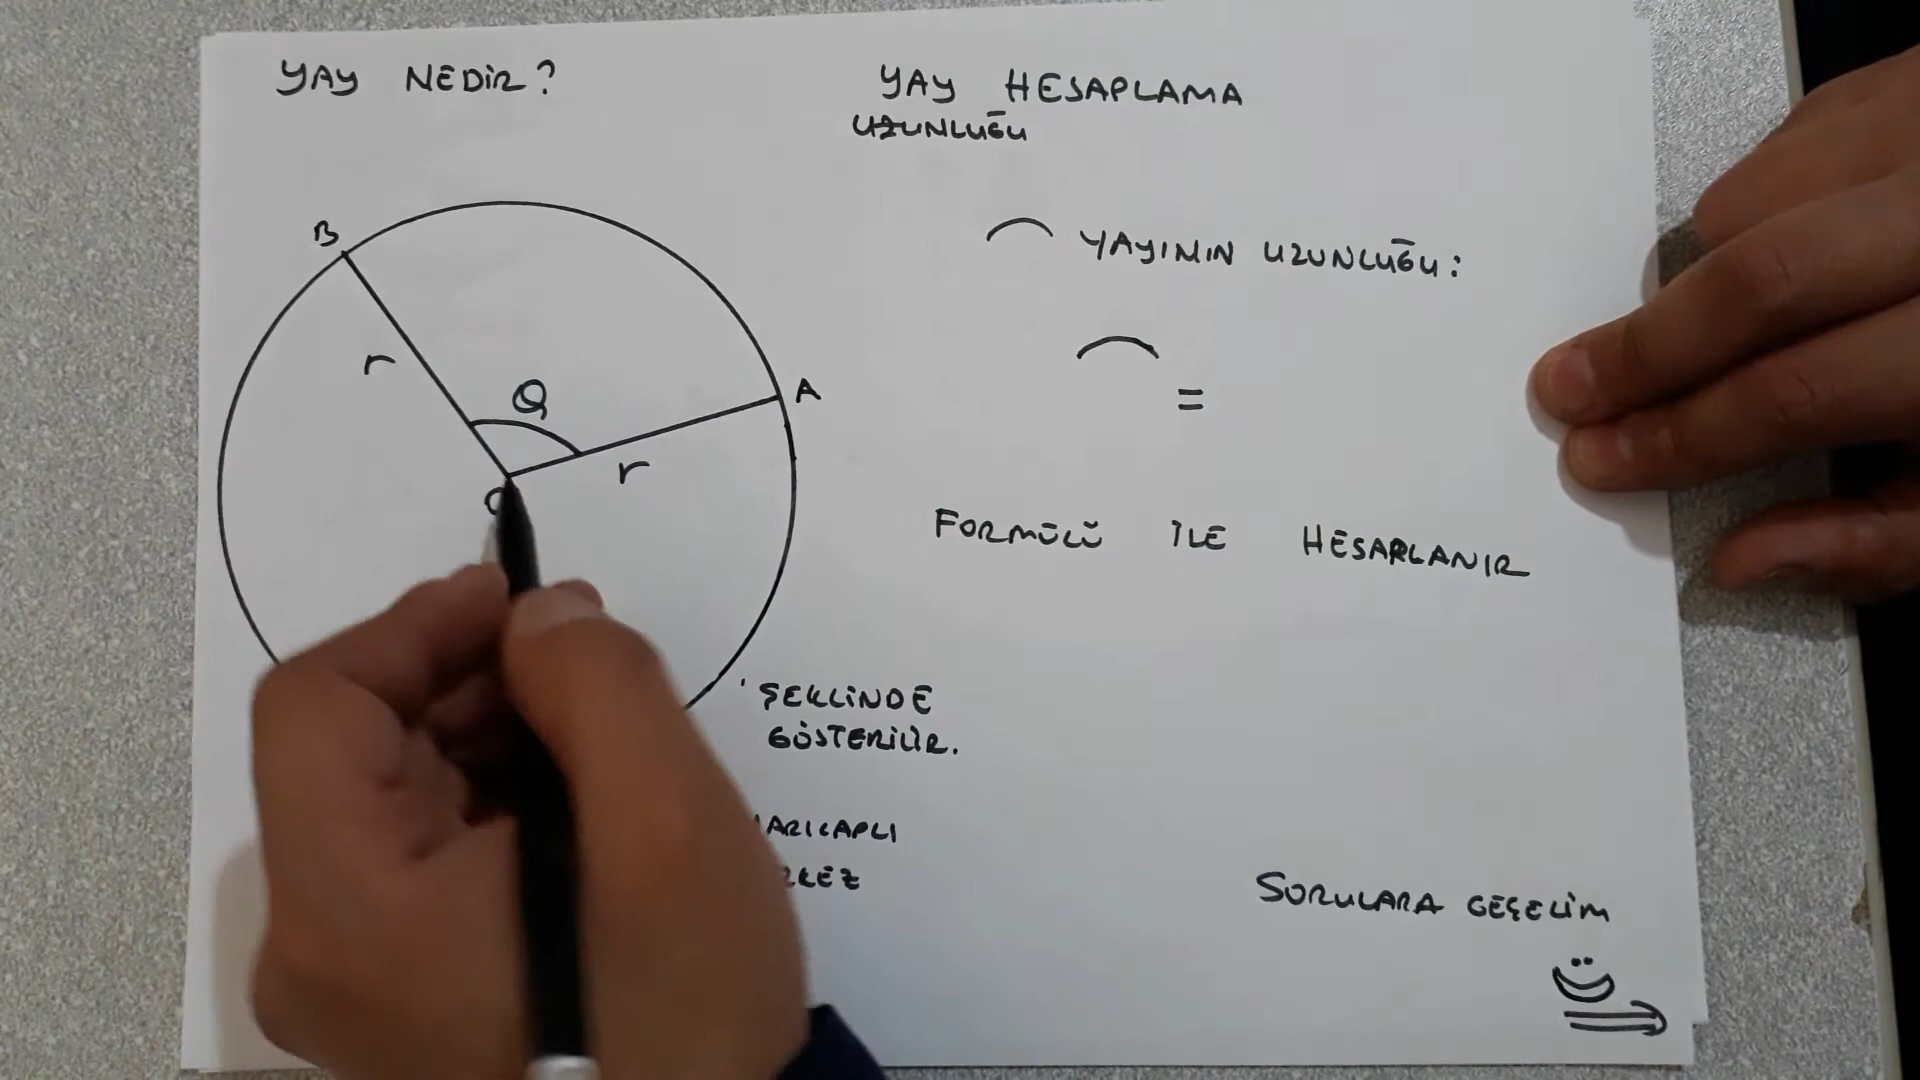 YAY NEDİR?
B
r
Q
A
r
ŞEKLİNDE
GÖSTERİLİR.
YAY HESAPLAMA
UZUNLUĞU
YAYININ UZUNLUĞU:
=
FORMÜLÜ İLE HESAPLANIR
SORULARA GEÇELİM